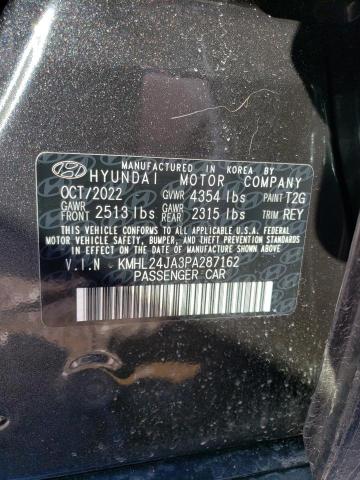 MANUFACTURED IN KOREA BY
HYUNDAI MOTOR COMPANY
OCT/2022 GVWR 4354 lbs PAINT T2G
GAWR FRONT 2513 lbs GAWR REAR 2315 lbs TRIM REY
THIS VEHICLE CONFORMS TO ALL APPLICABLE FEDERAL
MOTOR VEHICLE SAFETY, BUMPER, AND THEFT PREVENTION
STANDARDS IN EFFECT ON THE DATE OF MANUFACTURE
SHOWN ABOVE.
V.I.N - KMHL24JA3PA287162
PASSENGER CAR